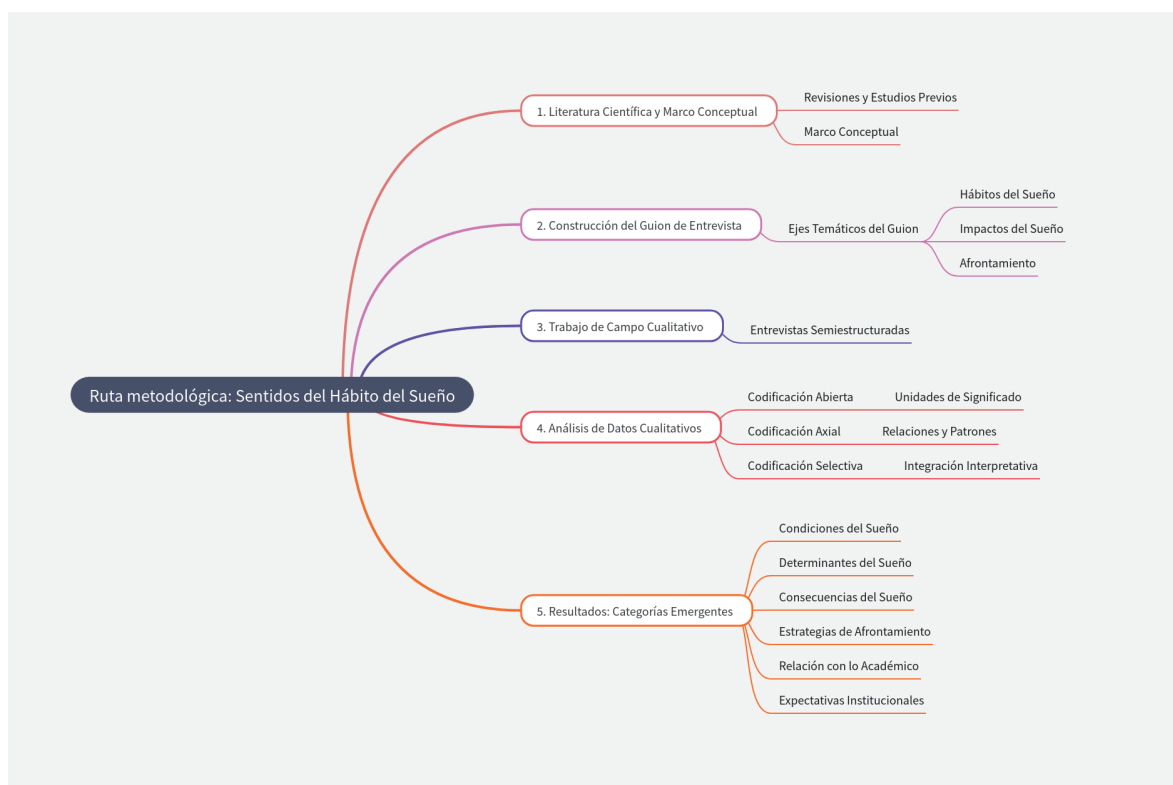 Ruta metodológica: Sentidos del Hábito del Sueño
1. Literatura Científica y Marco Conceptual
Revisiones y Estudios Previos
Marco Conceptual
2. Construcción del Guion de Entrevista
Ejes Temáticos del Guion
Hábitos del Sueño
Impactos del Sueño
Afrontamiento
3. Trabajo de Campo Cualitativo
Entrevistas Semiestructuradas
4. Análisis de Datos Cualitativos
Codificación Abierta
Unidades de Significado
Codificación Axial
Relaciones y Patrones
Codificación Selectiva
Integración Interpretativa
5. Resultados: Categorías Emergentes
Condiciones del Sueño
Determinantes del Sueño
Consecuencias del Sueño
Estrategias de Afrontamiento
Relación con lo Académico
Expectativas Institucionales